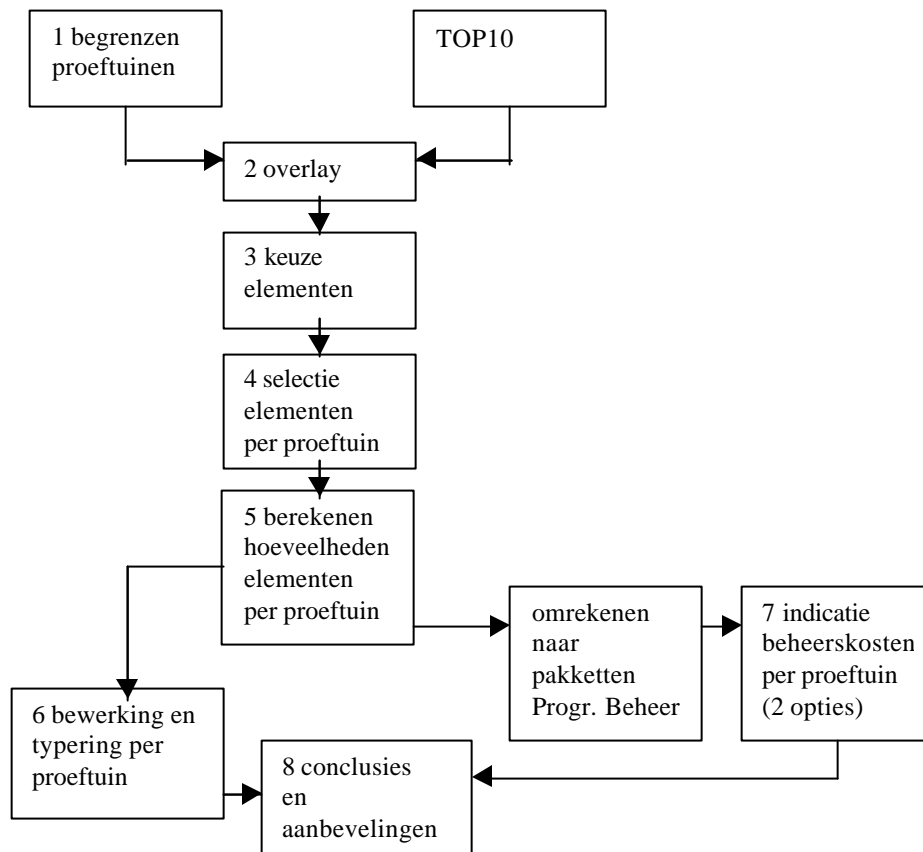 1 begrenzen
proeftuinen
TOP10
2 overlay
3 keuze
elementen
4 selectie
elementen
per proeftuin
5 berekenen
hoeveelheden
elementen
per proeftuin
omrekenen
naar
pakketten
Progr. Beheer
7 indicatie
beheerskosten
per proeftuin
(2 opties)
6 bewerking en
typering per
proeftuin
8 conclusies
en
aanbevelingen